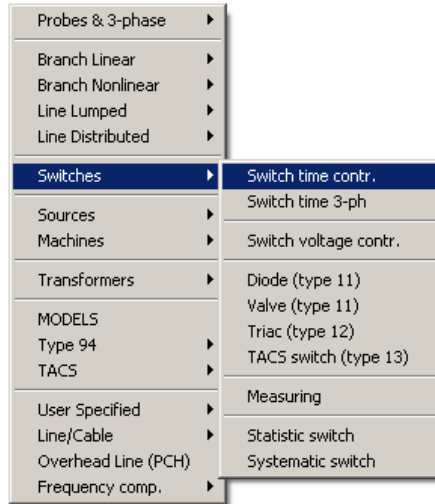 Probes & 3-phase
Branch Linear
Branch Nonlinear
Line Lumped
Line Distributed
Switches
Sources
Machines
Transformers
MODELS
Type 94
TACS
User Specified
Line/Cable
Overhead Line (PCH)
Frequency comp.
Switch time contr.
Switch time 3-ph
Switch voltage contr.
Diode (type 11)
Valve (type 11)
Triac (type 12)
TACS switch (type 13)
Measuring
Statistic switch
Systematic switch